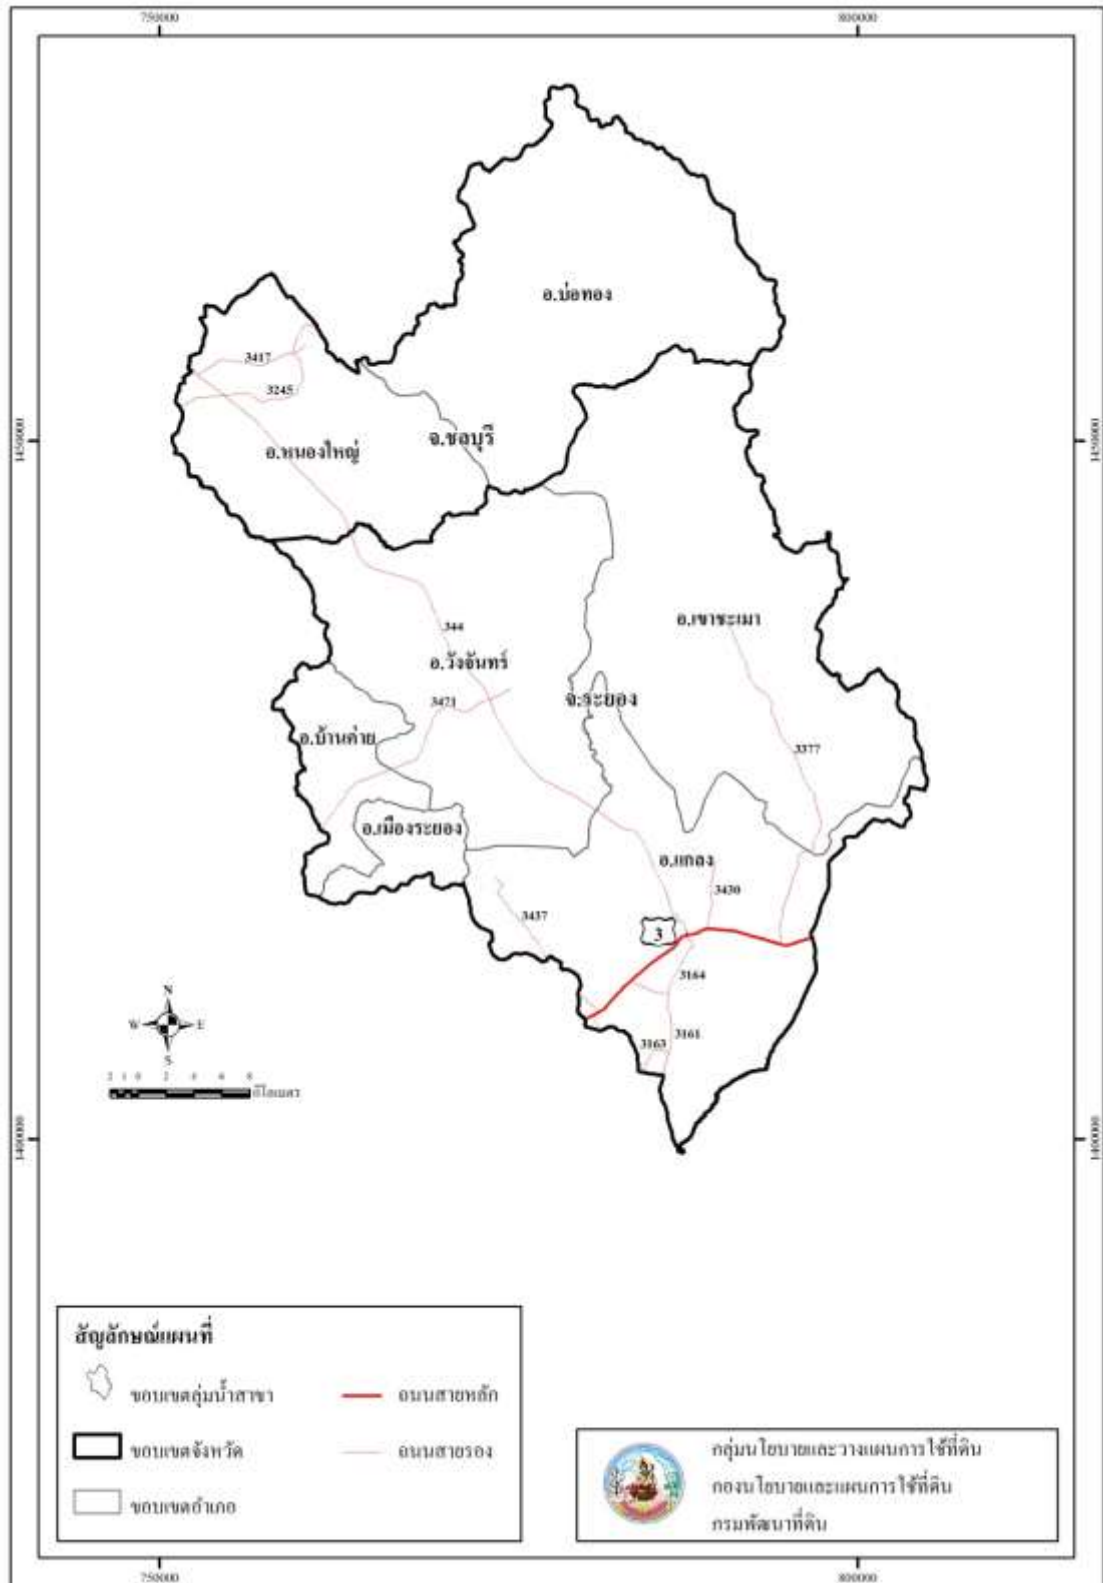 750000
800000
อ.บ่อทอง
3417
3245
จ.ชลบุรี
อ.หนองใหญ่
1450000
1450000
อ.เขาชะเมา
344
อ.วังจันทร์
จ.ระยอง
3471
อ.บ้านค่าย
3377
อ.เมืองระยอง
อ.แกลง
3430
3437
3
3164
3161
3163
N
W
E
S
2 1 0 2 4 6 8
กิโลเมตร
1400000
1400000
สัญลักษณ์แผนที่
ขอบเขตลุ่มน้ำสาขา
ถนนสายหลัก
ขอบเขตจังหวัด
ถนนสายรอง
ขอบเขตอำเภอ
กลุ่มนโยบายและวางแผนการใช้ที่ดิน
กองนโยบายและแผนการใช้ที่ดิน
กรมพัฒนาที่ดิน
750000
800000